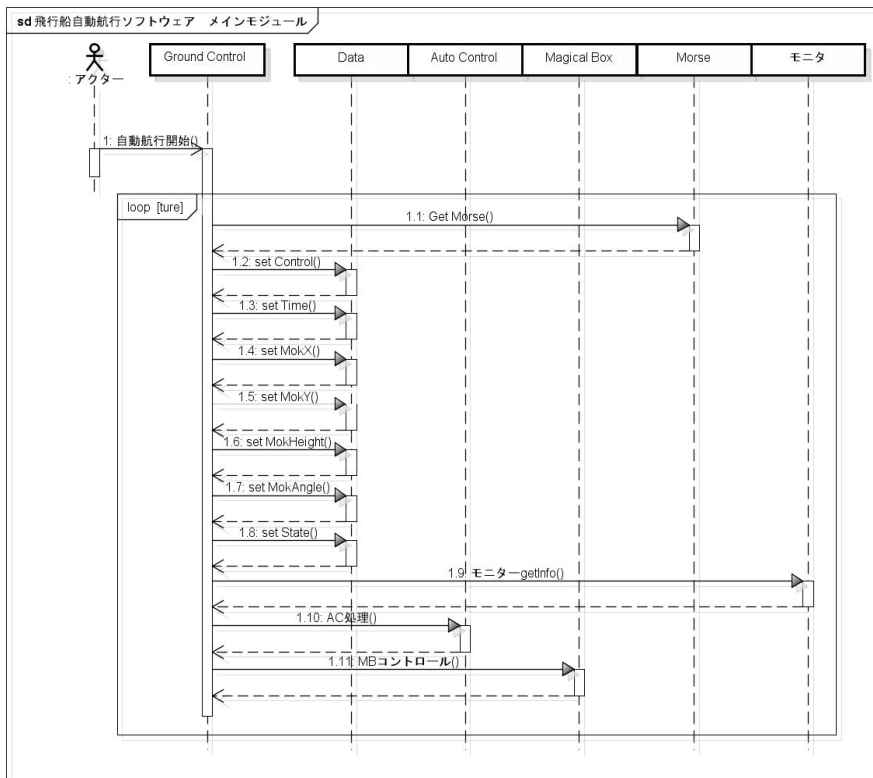 sd 飛行船自動航行ソフトウェア　メインモジュール
: アクター
Ground Control
Data
Auto Control
Magical Box
Morse
モニタ
1: 自動航行開始()
loop [ture]
1.1: Get Morse()
1.2: set Control()
1.3: set Time()
1.4: set MokX()
1.5: set MokY()
1.6: set MokHeight()
1.7: set MokAngle()
1.8: set State()
1.9: モニターgetInfo()
1.10: AC処理()
1.11: MBコントロール()